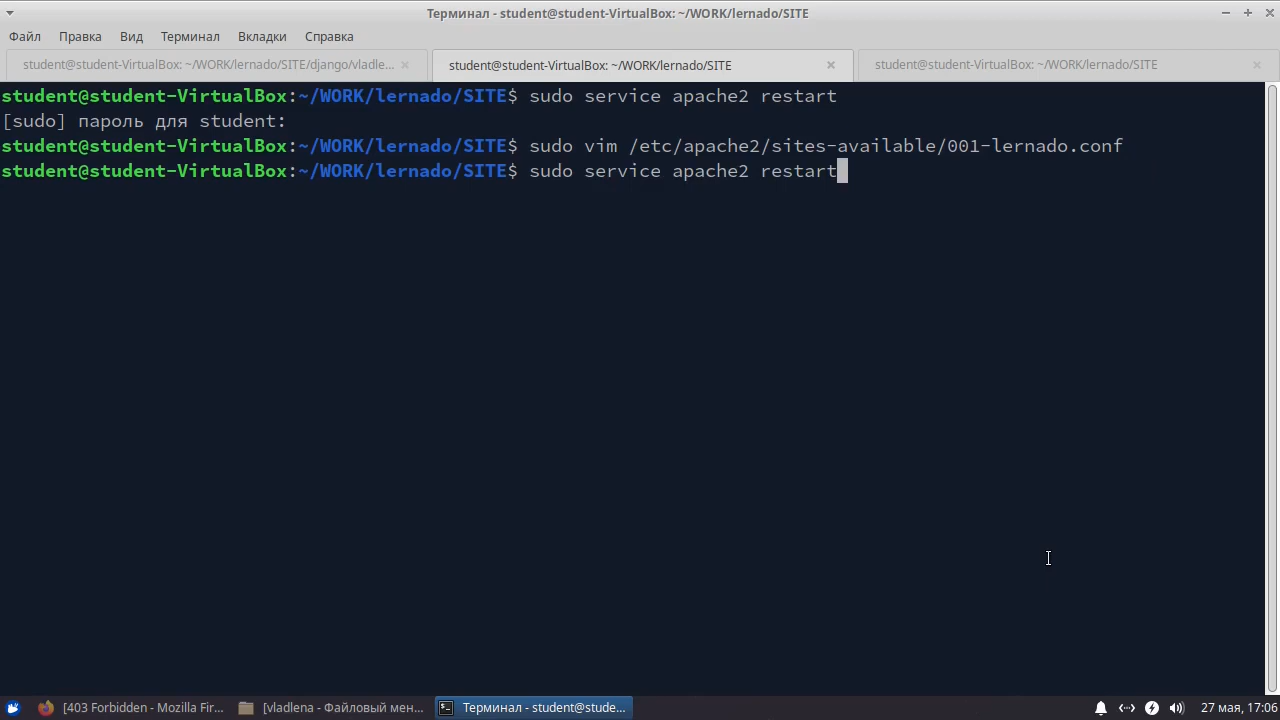 Терминал - student@student-VirtualBox: ~/WORK/lernado/SITE
Файл Правка Вид Терминал Вкладки Справка
student@student-VirtualBox: ~/WORK/lernado/SITE/django/vladle... student@student-VirtualBox: ~/WORK/lernado/SITE student@student-VirtualBox: ~/WORK/lernado/SITE
student@student-VirtualBox:~/WORK/lernado/SITE$ sudo service apache2 restart
[sudo] пароль для student:
student@student-VirtualBox:~/WORK/lernado/SITE$ sudo vim /etc/apache2/sites-available/001-lernado.conf
student@student-VirtualBox:~/WORK/lernado/SITE$ sudo service apache2 restart
[403 Forbidden - Mozilla Fir... [vladlena - Файловый мен... Терминал - student@stude... 27 мая, 17:06